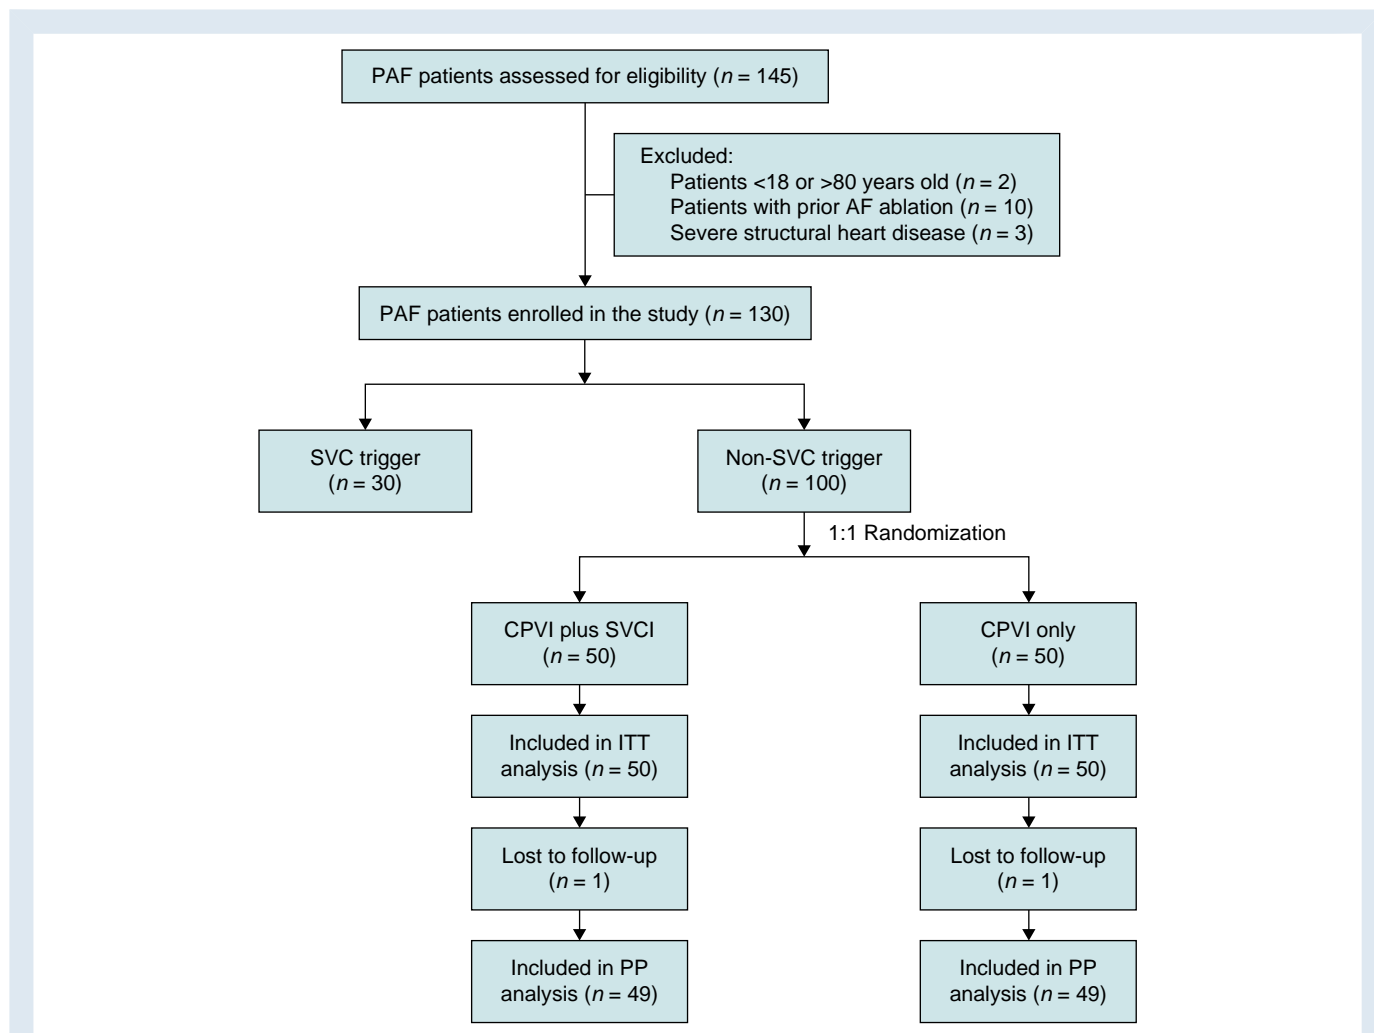 PAF patients assessed for eligibility (n = 145)
Excluded:
Patients <18 or >80 years old (n = 2)
Patients with prior AF ablation (n = 10)
Severe structural heart disease (n = 3)
PAF patients enrolled in the study (n = 130)
SVC trigger
(n = 30)
Non-SVC trigger
(n = 100)
1:1 Randomization
CPVI plus SVCI
(n = 50)
CPVI only
(n = 50)
Included in ITT
analysis (n = 50)
Included in ITT
analysis (n = 50)
Lost to follow-up
(n = 1)
Lost to follow-up
(n = 1)
Included in PP
analysis (n = 49)
Included in PP
analysis (n = 49)